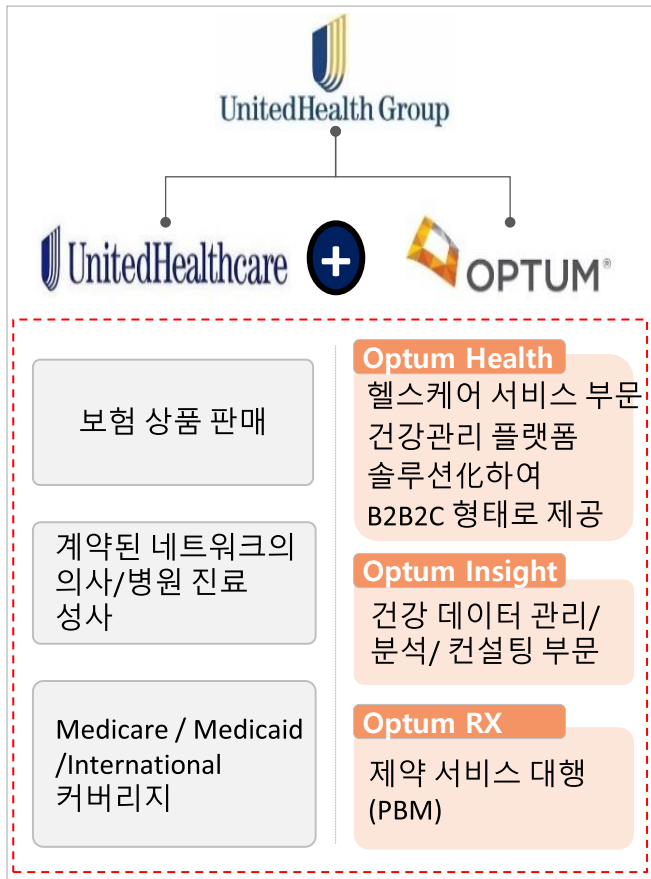 UnitedHealth Group
UnitedHealthcare
+
OPTUM®
보험 상품 판매
계약된 네트워크의
의사/병원 진료
성사
Medicare / Medicaid
/International
커버리지
Optum Health
헬스케어 서비스 부문
건강관리 플랫폼
솔루션化하여
B2B2C 형태로 제공
Optum Insight
건강 데이터 관리/
분석/ 컨설팅 부문
Optum RX
제약 서비스 대행
(PBM)